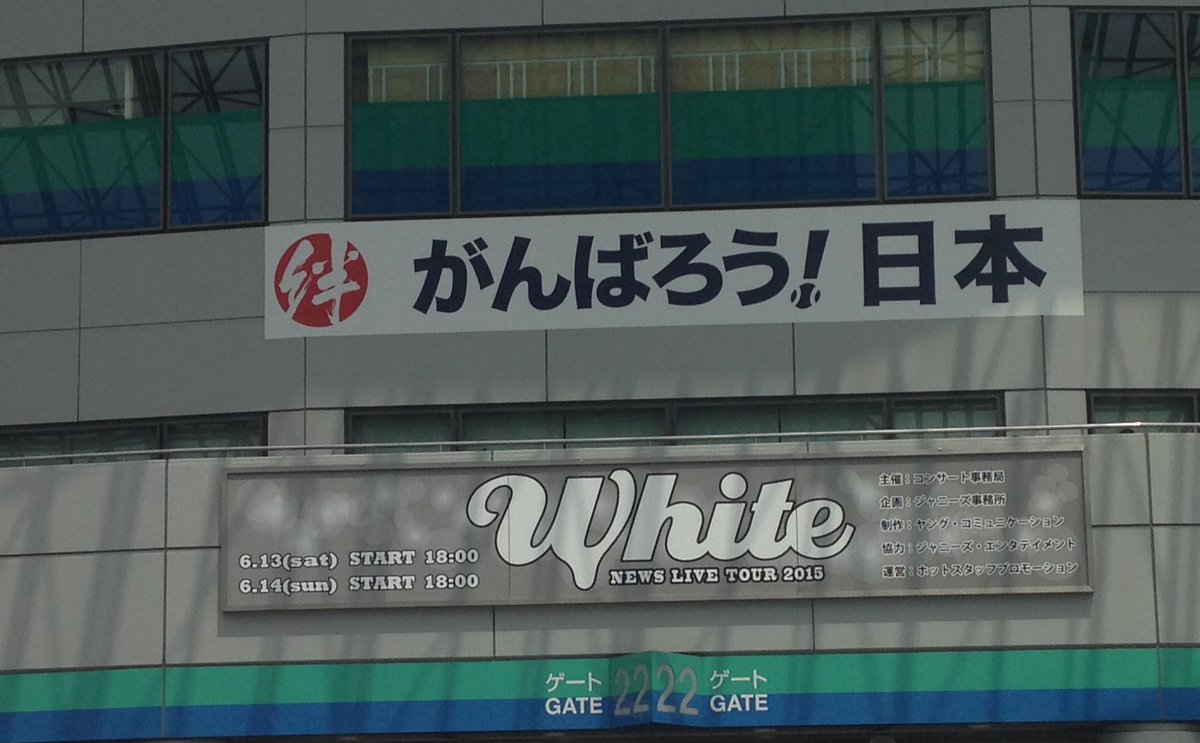 絆 がんばろう!日本
White
NEWS LIVE TOUR 2015
6.13(sat) START 18:00
6.14(sun) START 18:00
主催:コンサート事務局
企画:ジャニーズ事務所
制作:ヤング・コミュニケーション
協力:ジャニーズ・エンタテイメント
運営:ホットスタッフプロモーション
ゲート 22 22 ゲート
GATE GATE